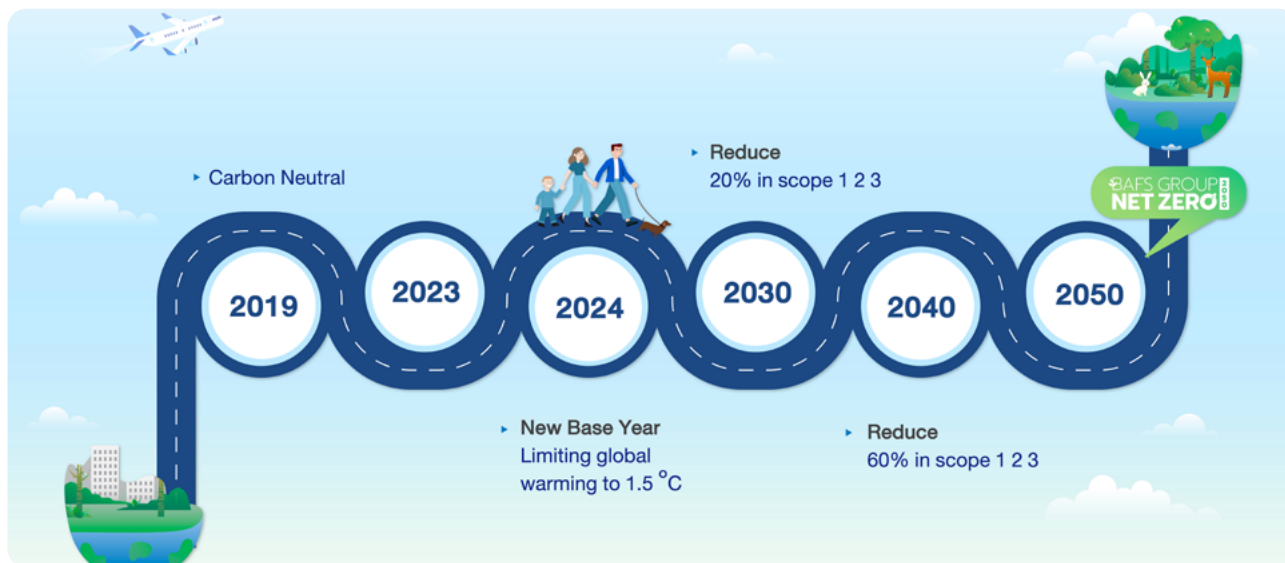 Carbon Neutral
Reduce
20% in scope 1 2 3
BAFS GROUP
NET ZERO
2050
2019
2023
2024
2030
2040
2050
New Base Year
Limiting global
warming to 1.5 °C
Reduce
60% in scope 1 2 3